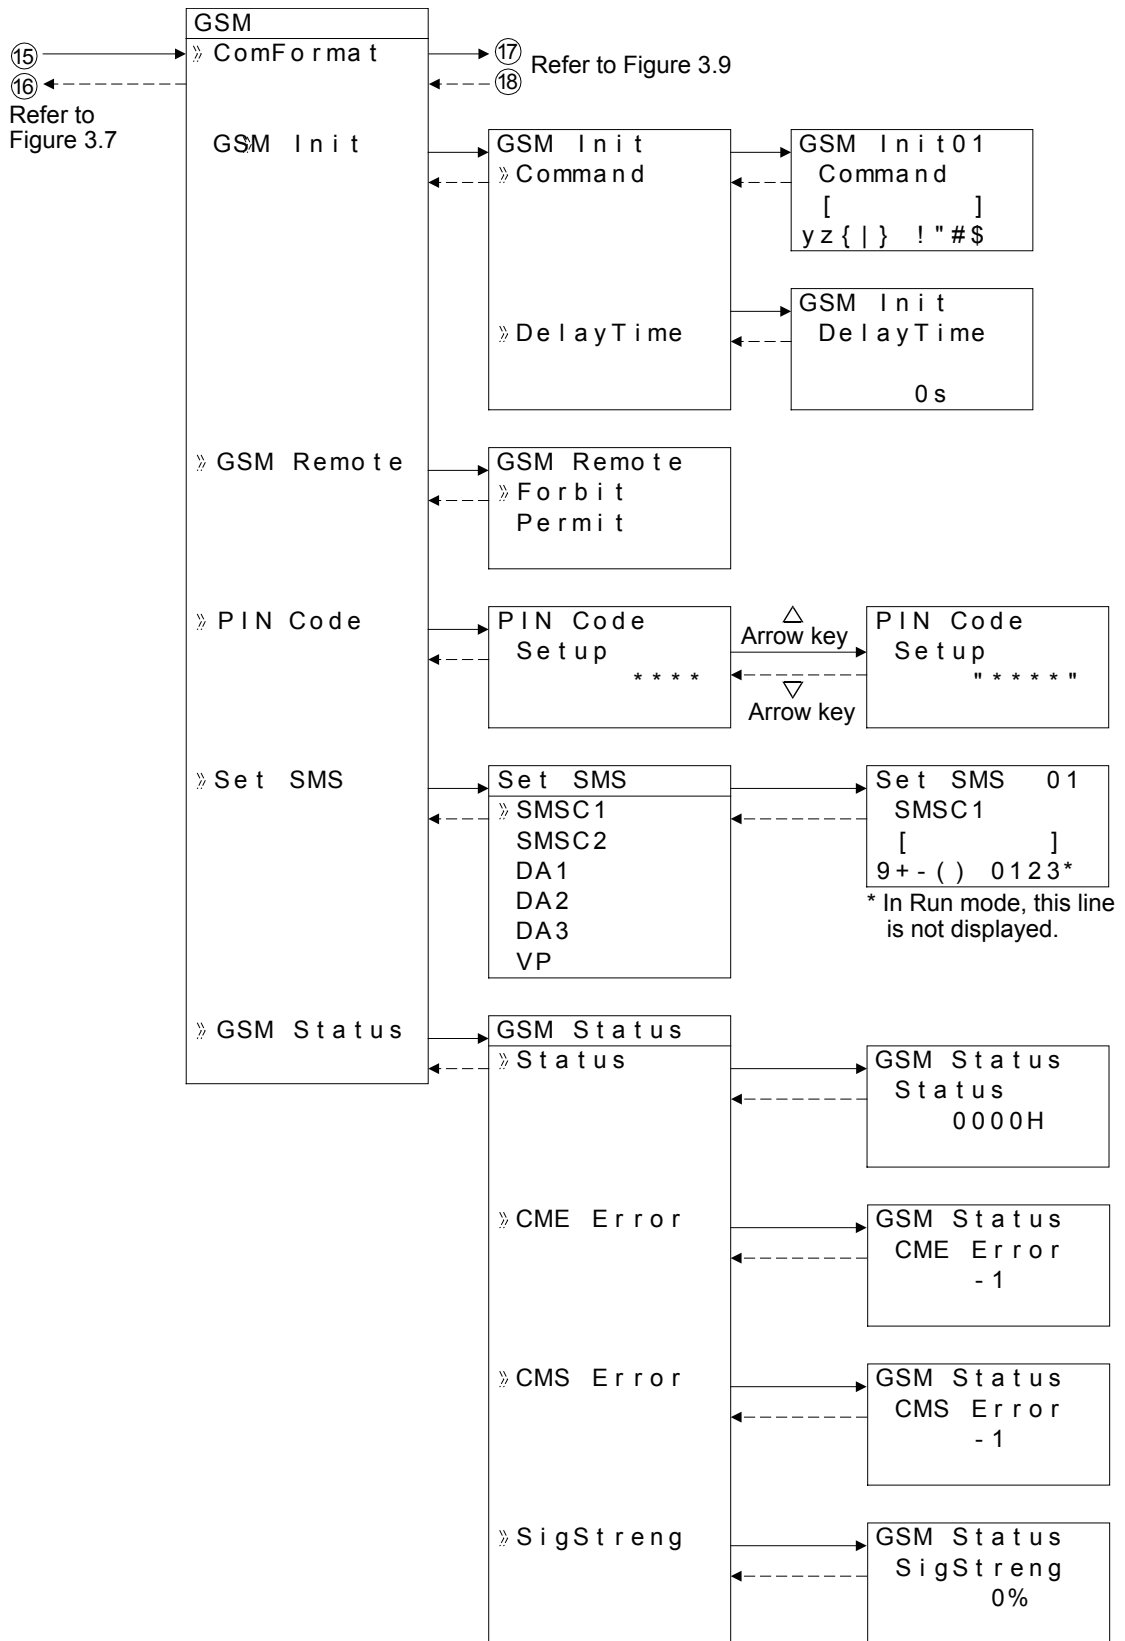 GSM
⑮
» ComFormat
⑰
Refer to Figure 3.9
⑯
⑱
Refer to
Figure 3.7
GSM Init
GSM Init
» Command
GSM Init01
Command
[ ]
yz{|} !"#$
» DelayTime
GSM Init
DelayTime
0s
» GSM Remote
GSM Remote
» Forbit
Permit
» PIN Code
PIN Code
Setup
****
△
Arrow key
▽
Arrow key
PIN Code
Setup
"****"
» Set SMS
Set SMS
» SMSC1
SMSC2
DA1
DA2
DA3
VP
Set SMS 01
SMSC1
[ ]
9+-() 0123*
* In Run mode, this line
is not displayed.
» GSM Status
GSM Status
» Status
GSM Status
Status
0000H
» CME Error
GSM Status
CME Error
-1
» CMS Error
GSM Status
CMS Error
-1
» SigStreng
GSM Status
SigStreng
0%